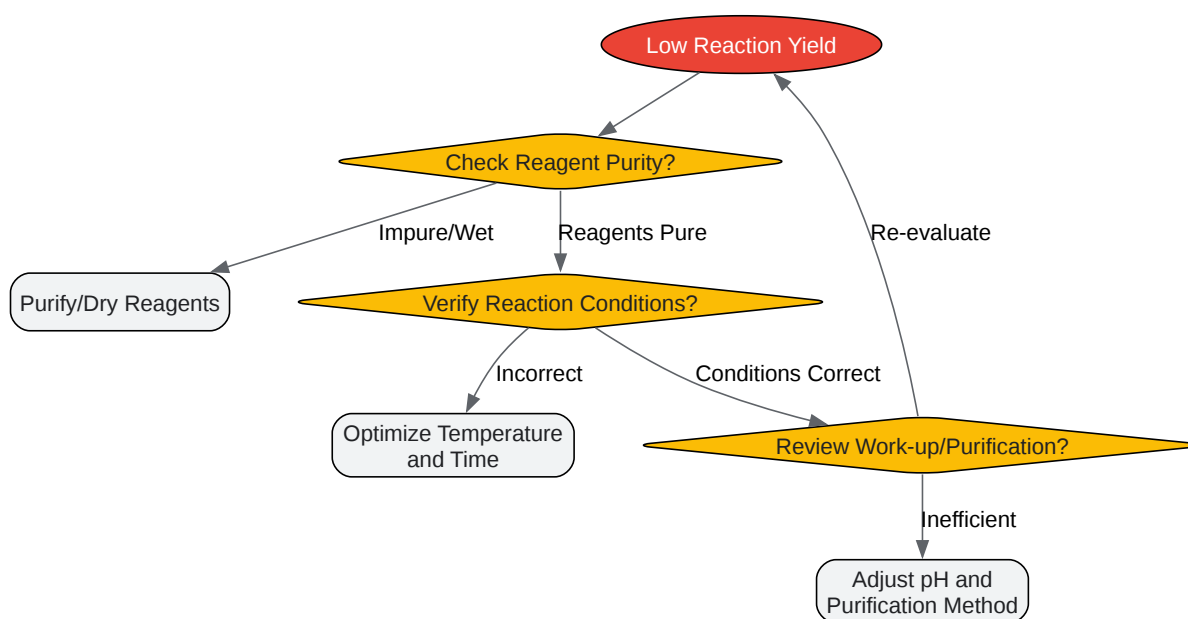 Low Reaction Yield
Check Reagent Purity?
Impure/Wet
Reagents Pure
Re-evaluate
Purify/Dry Reagents
Verify Reaction Conditions?
Incorrect
Conditions Correct
Optimize Temperature
and Time
Review Work-up/Purification?
Inefficient
Adjust pH and
Purification Method